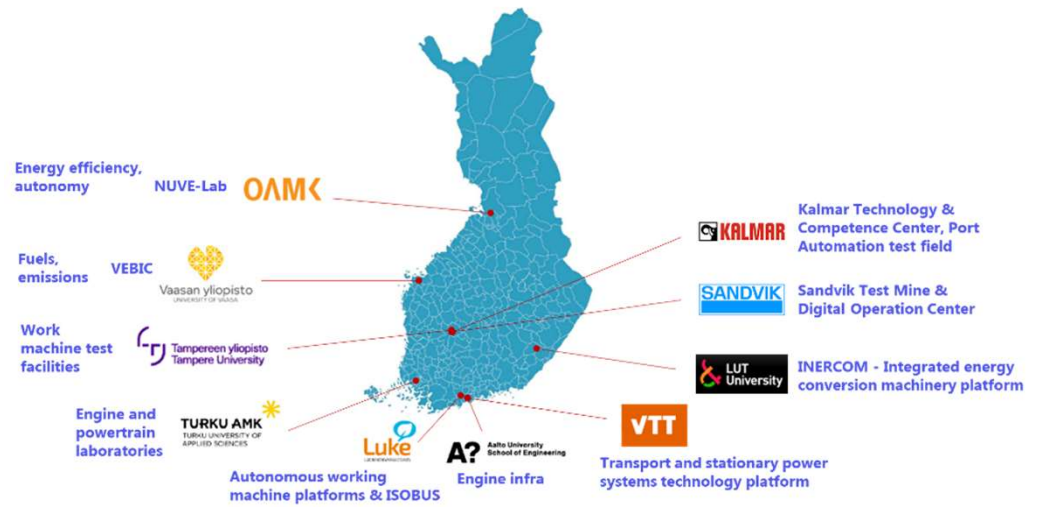 Energy efficiency,
autonomy
NUVE-Lab
OAMK
Fuels,
emissions
VEBIC
Vaasan yliopisto
UNIVERSITY OF VAASA
Work
machine test
facilities
Tampereen yliopisto
Tampere University
Engine and
powertrain
laboratories
TURKU AMK
TURKU UNIVERSITY OF
APPLIED SCIENCES
Luke
Autonomous working
machine platforms & ISOBUS
A?
Aalto University
School of Engineering
Engine infra
VTT
Transport and stationary power
systems technology platform
LUT
University
INERCOM - Integrated energy
conversion machinery platform
SANDVIK
Sandvik Test Mine &
Digital Operation Center
KALMAR
Kalmar Technology &
Competence Center, Port
Automation test field